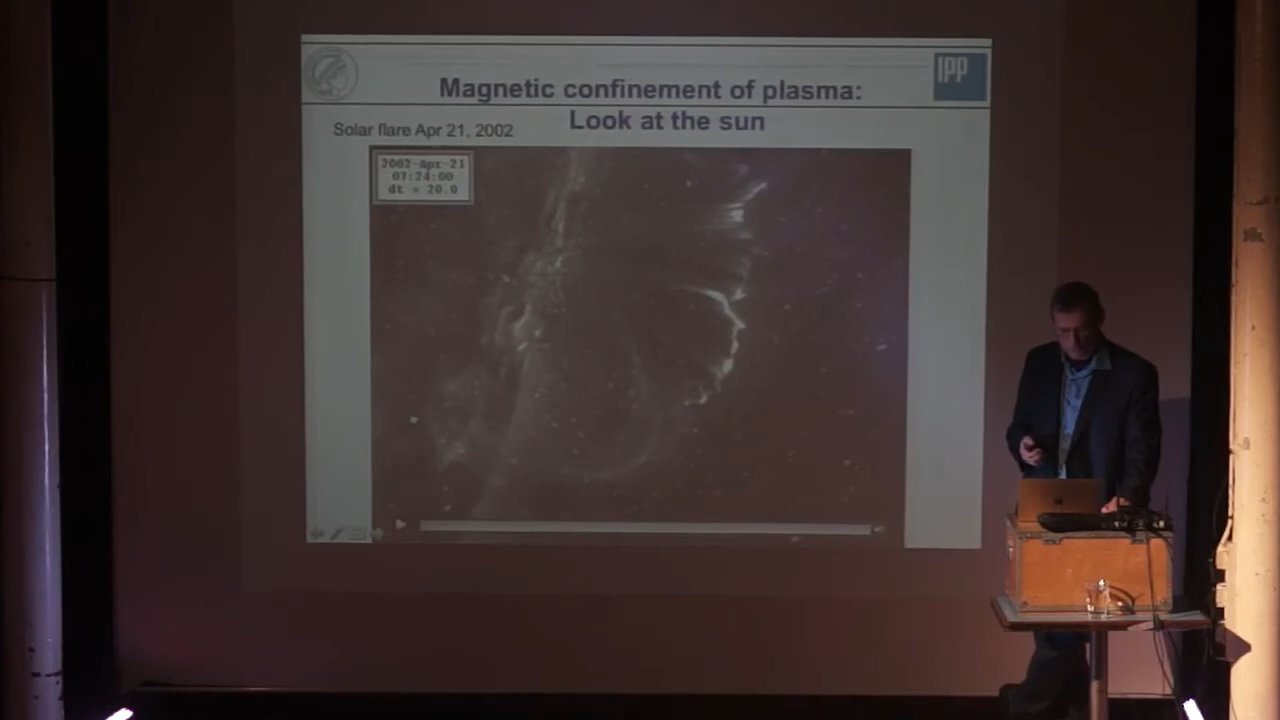 Magnetic confinement of plasma:
IPP
Look at the sun
Solar flare Apr 21, 2002
2002-Apr-21
07:24:00
dt = 20.0